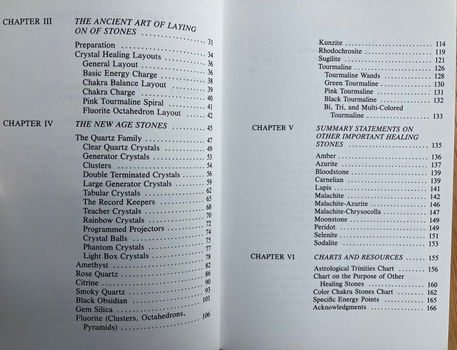 CHAPTER III THE ANCIENT ART OF LAYING
ON OF STONES ..................... 31
Preparation ..................... 34
Crystal Healing Layouts ..................... 36
General Layout ..................... 36
Basic Energy Charge ..................... 38
Chakra Balance Layout ..................... 39
Chakra Charge ..................... 40
Pink Tourmaline Spiral ..................... 41
Fluorite Octahedron Layout ..................... 42
CHAPTER IV THE NEW AGE STONES ..................... 45
The Quartz Family ..................... 47
Clear Quartz Crystals ..................... 49
Generator Crystals ..................... 53
Clusters ..................... 54
Double Terminated Crystals ..................... 56
Large Generator Crystals ..................... 59
Tabular Crystals ..................... 62
The Record Keepers ..................... 65
Teacher Crystals ..................... 68
Rainbow Crystals ..................... 70
Programmed Projectors ..................... 72
Crystal Balls ..................... 74
Phantom Crystals ..................... 77
Light Box Crystals ..................... 78
Amethyst ..................... 82
Rose Quartz ..................... 86
Citrine ..................... 90
Smoky Quartz ..................... 93
Black Obsidian ..................... 101
Gem Silica
Fluorite (Clusters, Octahedrons, ..................... 106
Pyramids)
Kunzite ..................... 114
Rhodochrosite ..................... 119
Sugilite ..................... 121
Tourmaline ..................... 126
Tourmaline Wands ..................... 128
Green Tourmaline ..................... 130
Pink Tourmaline ..................... 131
Black Tourmaline ..................... 132
Bi, Tri, and Multi-Colored
Tourmaline ..................... 133
CHAPTER V SUMMARY STATEMENTS ON
OTHER IMPORTANT HEALING
STONES ..................... 135
Amber ..................... 136
Azurite ..................... 137
Bloodstone ..................... 139
Carnelian ..................... 139
Lapis ..................... 141
Malachite ..................... 142
Malachite-Azurite ..................... 146
Malachite-Chrysocolla ..................... 147
Moonstone ..................... 149
Peridot ..................... 149
Selenite ..................... 151
Sodalite ..................... 153
CHAPTER VI CHARTS AND RESOURCES ..................... 155
Astrological Trinities Chart ..................... 156
Chart on the Purpose of Other
Healing Stones ..................... 160
Color Chakra Stones Chart ..................... 162
Specific Energy Points ..................... 165
Acknowledgments ..................... 166